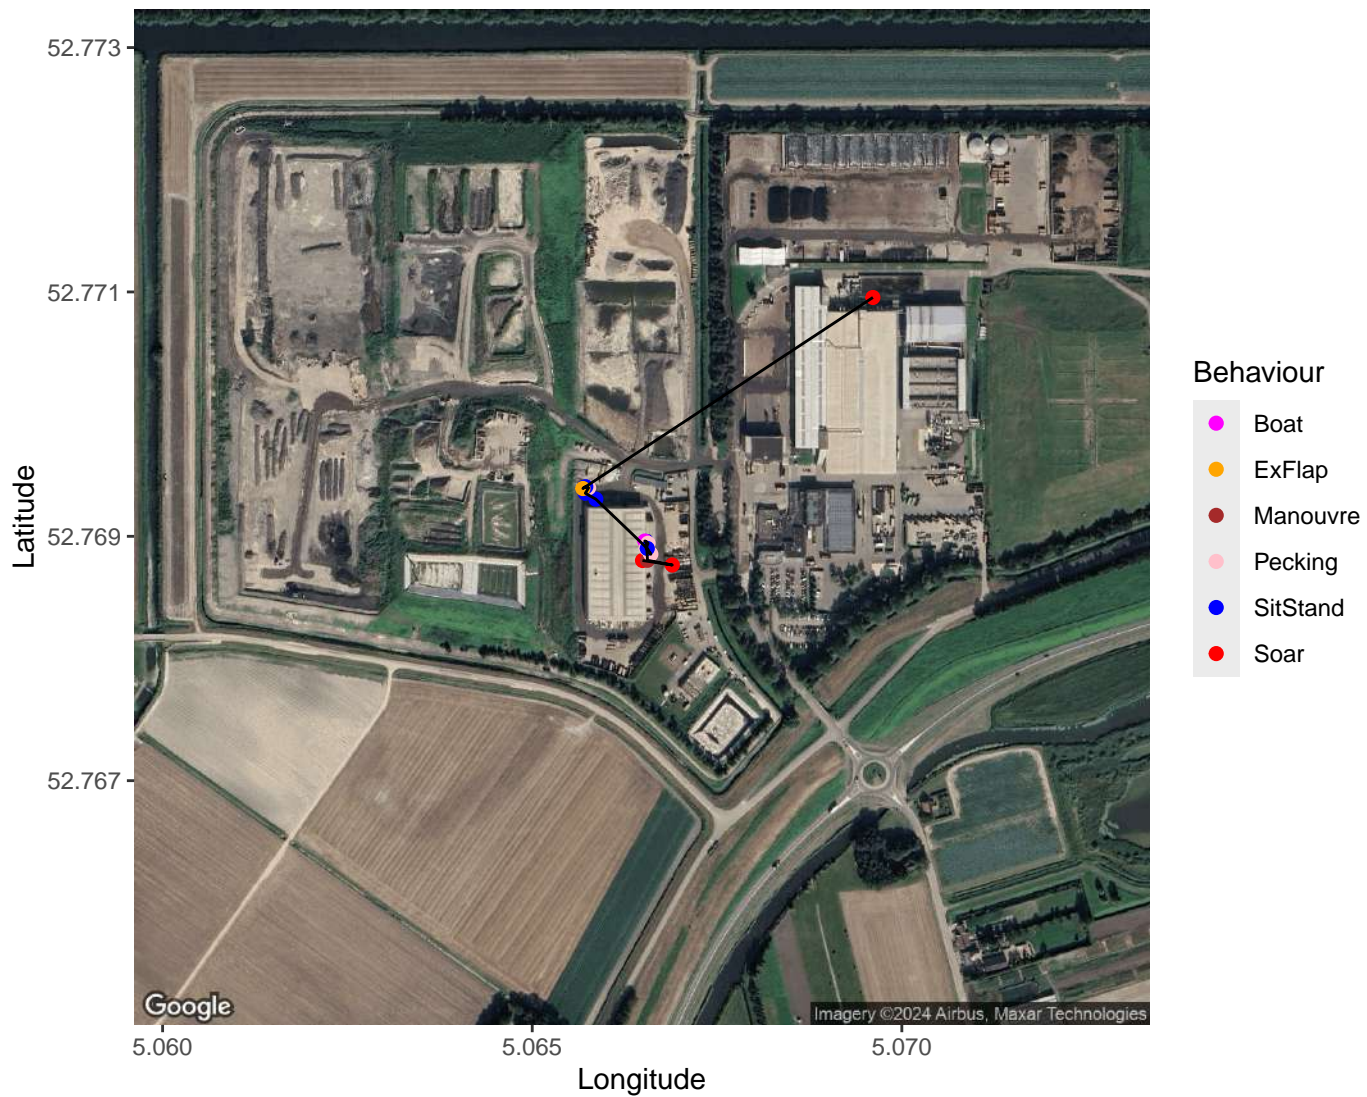 52.773
52.771
52.769
52.767
Latitude
5.060
5.065
5.070
Longitude
Behaviour
Boat
ExFlap
Manouvre
Pecking
SitStand
Soar
Google
Imagery ©2024 Airbus, Maxar Technologies